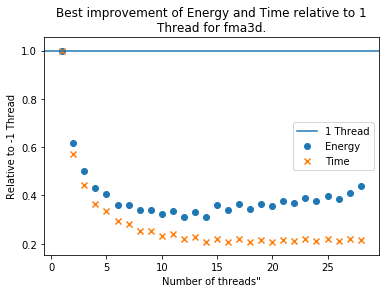 Best improvement of Energy and Time relative to 1
Thread for fma3d.
Relative to -1 Thread
1.0
0.8
0.6
0.4
0.2
1 Thread
Energy
Time
0
5
10
15
20
25
Number of threads"